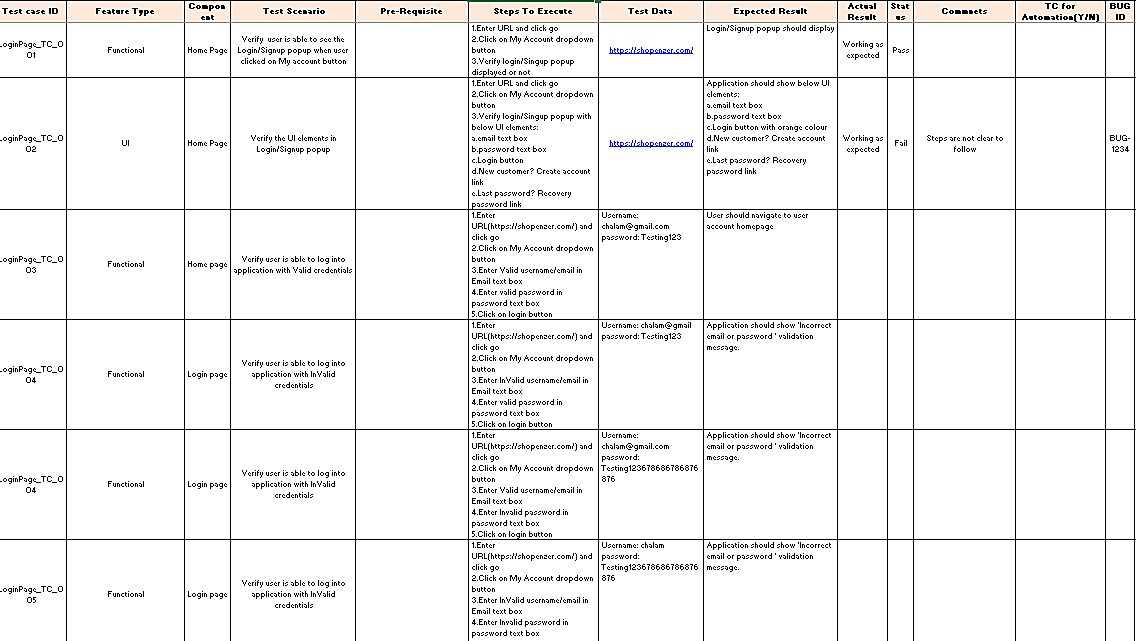 Test case ID
Feature Type
Compon
ent
Test Scenario
Pre-Requisite
Steps To Execute
Test Data
Expected Result
Actual
Result
Stat
us
Commnets
TC for
Automation(Y/N)
BUG
ID
LoginPage_TC_O
O1
Functional
Home Page
Verify user is able to see the
Login/Signup popup when user
clicked on My account button
1.Enter URL and click go
2.Click on My Account dropdown
button
3.Verify login/Singup popup
displayed or not
https://shopenzer.com/
Login/Signup popup should display
Working as
expected
Pass
LoginPage_TC_O
O2
UI
Home Page
Verify the UI elements in
Login/Signup popup
1.Enter URL and click go
2.Click on My Account dropdown
button
3.Verify login/Singup popup with
below UI elements:
a.email text box
b.password text box
c.Login button
d.New customer? Create account
link
e.Last password? Recovery
password link
https://shopenzer.com/
Application should show below UI
elements:
a.email text box
b.password text box
c.Login button with orange colour
d.New customer? Create account
link
e.Last password? Recovery
password link
Working as
expected
Fail
Steps are not clear to
follow
BUG-
1234
LoginPage_TC_O
O3
Functional
Home page
Verify user is able to log into
application with Valid credentials
1.Enter
URL(https://shopenzer.com/) and
click go
2.Click on My Account dropdown
button
3.Enter Valid username/email in
Email text box
4.Enter valid password in
password text box
5.Click on login button
Username:
chalam@gmail.com
password: Testing123
User should navigate to user
account homepage
LoginPage_TC_O
O4
Functional
Login page
Verify user is able to log into
application with InValid
credentials
1.Enter
URL(https://shopenzer.com/) and
click go
2.Click on My Account dropdown
button
3.Enter InValid username/email in
Email text box
4.Enter valid password in
password text box
5.Click on login button
Username: chalam@gmail
password: Testing123
Application should show 'Incorrect
email or password ' validation
message.
LoginPage_TC_O
O4
Functional
Login page
Verify user is able to log into
application with InValid
credentials
1.Enter
URL(https://shopenzer.com/) and
click go
2.Click on My Account dropdown
button
3.Enter Valid username/email in
Email text box
4.Enter Invalid password in
password text box
5.Click on login button
Username:
chalam@gmail.com
password:
Testing123678686786876
876
Application should show 'Incorrect
email or password ' validation
message.
LoginPage_TC_O
O5
Functional
Login page
Verify user is able to log into
application with InValid
credentials
1.Enter
URL(https://shopenzer.com/) and
click go
2.Click on My Account dropdown
button
3.Enter InValid username/email in
Email text box
4.Enter Invalid password in
password text box
Username: chalam
password:
Testing123678686786876
876
Application should show 'Incorrect
email or password ' validation
message.